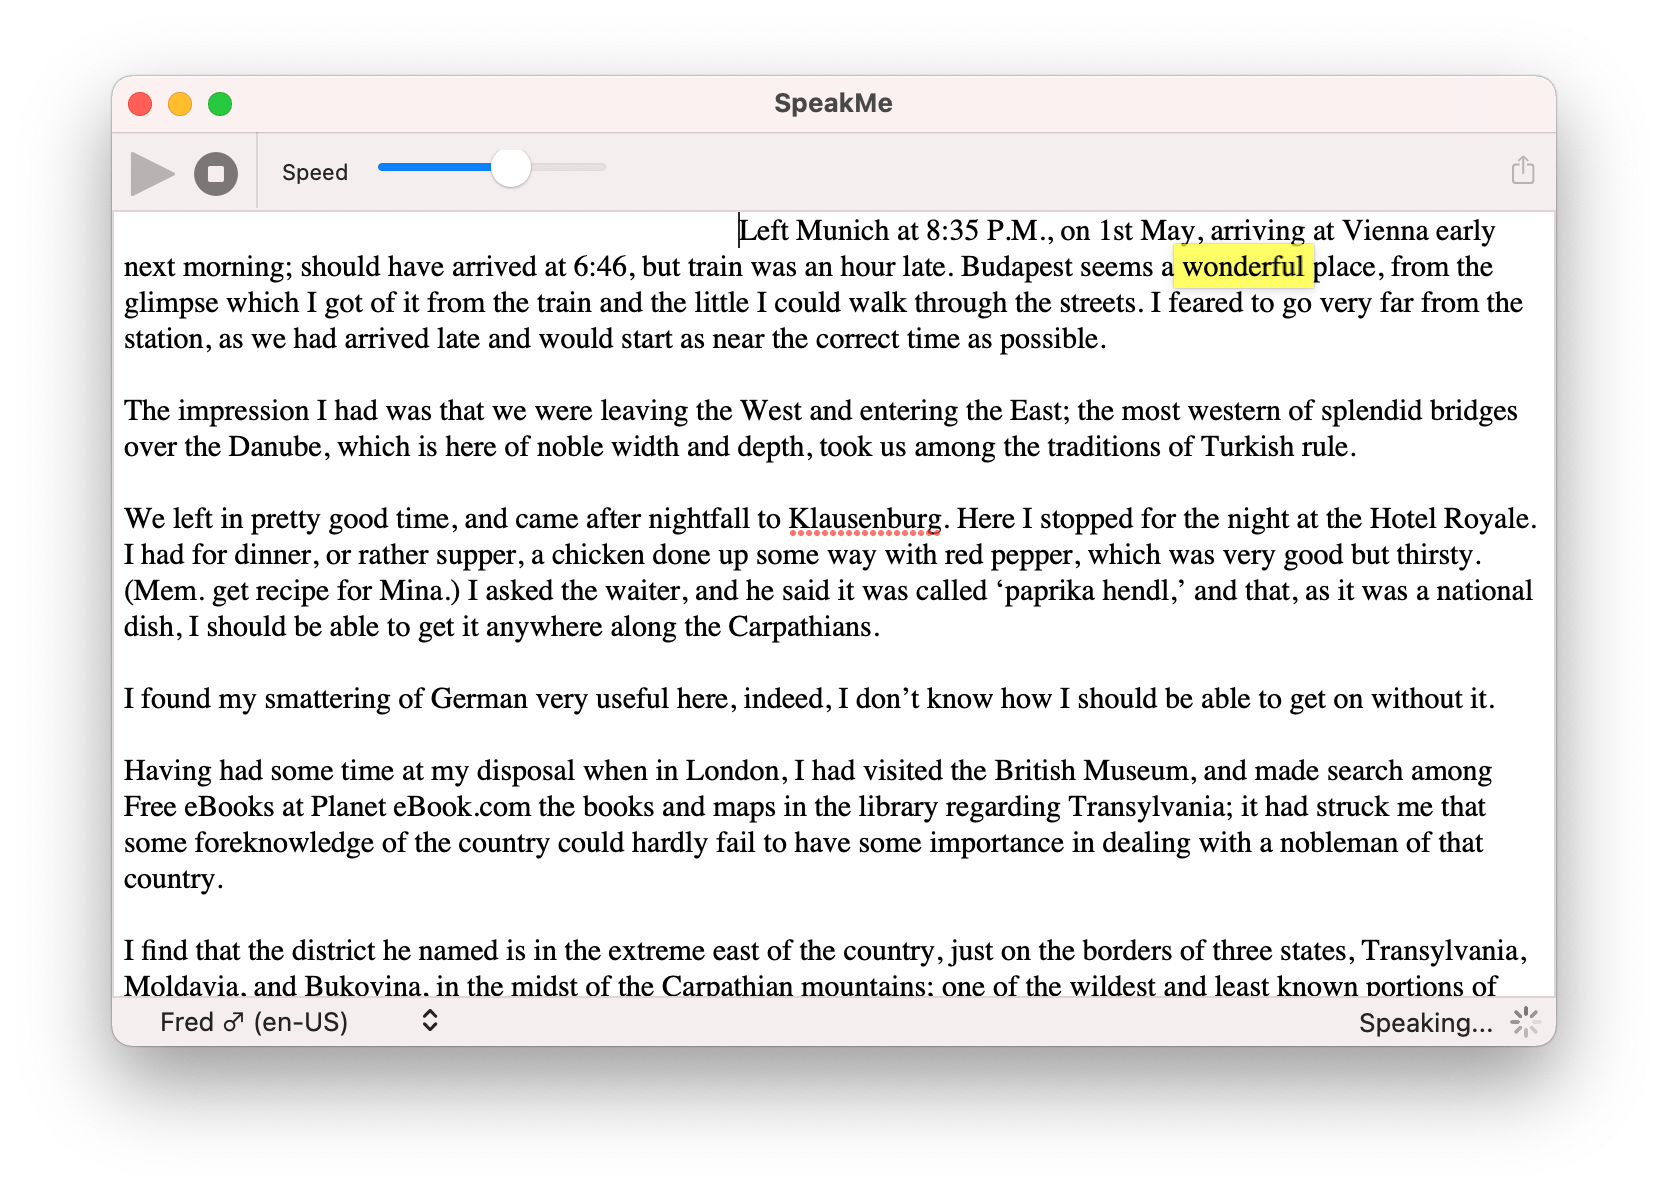 SpeakMe
Speed
Left Munich at 8:35 P.M., on 1st May, arriving at Vienna early
next morning; should have arrived at 6:46, but train was an hour late. Budapest seems a wonderful place, from the
glimpse which I got of it from the train and the little I could walk through the streets. I feared to go very far from the
station, as we had arrived late and would start as near the correct time as possible.
The impression I had was that we were leaving the West and entering the East; the most western of splendid bridges
over the Danube, which is here of noble width and depth, took us among the traditions of Turkish rule.
We left in pretty good time, and came after nightfall to Klausenburg. Here I stopped for the night at the Hotel Royale.
I had for dinner, or rather supper, a chicken done up some way with red pepper, which was very good but thirsty.
(Mem. get recipe for Mina.) I asked the waiter, and he said it was called ‘paprika hendl,’ and that, as it was a national
dish, I should be able to get it anywhere along the Carpathians.
I found my smattering of German very useful here, indeed, I don’t know how I should be able to get on without it.
Having had some time at my disposal when in London, I had visited the British Museum, and made search among
Free eBooks at Planet eBook.com the books and maps in the library regarding Transylvania; it had struck me that
some foreknowledge of the country could hardly fail to have some importance in dealing with a nobleman of that
country.
I find that the district he named is in the extreme east of the country, just on the borders of three states, Transylvania,
Moldavia, and Bukovina, in the midst of the Carpathian mountains; one of the wildest and least known portions of
Fred ♂ (en-US)
Speaking...